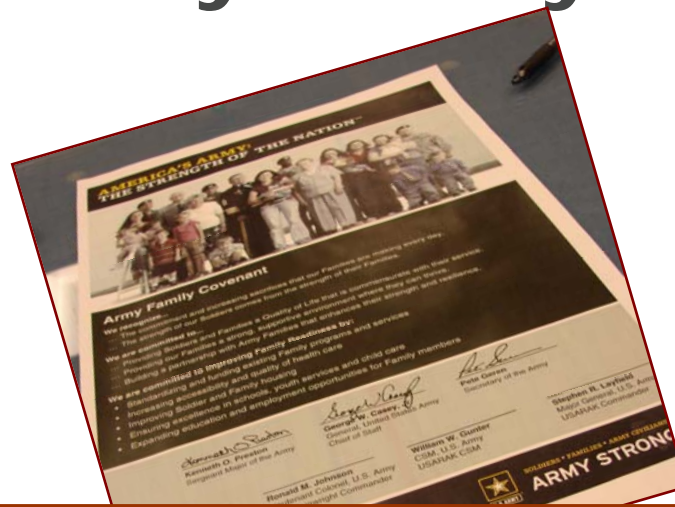 AMERICA'S ARMY:
THE STRENGTH OF THE NATION™
Army Family Covenant
We recognize...
The commitment and increasing sacrifices that our Families are making every day.
The strength of our Soldiers comes from the strength of their Families.
We are committed to...
Providing Soldiers and Families a Quality of Life that is commensurate with their service.
Providing our Families a strong, supportive environment where they can thrive.
Building a partnership with Army Families that enhances their strength and resilience.
We are committed to Improving Family Readiness by:
• Standardizing and funding existing Family programs and services
• Increasing accessibility and quality of health care
• Improving Soldier and Family housing
• Ensuring excellence in schools, youth services and child care
• Expanding education and employment opportunities for Family members
Kenneth O. Preston
Sergeant Major of the Army
George W. Casey, Jr.
General, United States Army
Chief of Staff
Pete Geren
Secretary of the Army
Ronald M. Johnson
Lieutenant Colonel, U.S. Army
Wainwright Commander
William W. Gunter
CSM, U.S. Army
USARAK CSM
Stephen R. Layfield
Major General, U.S. Army
USARAK Commander
SOLDIERS • FAMILIES • ARMY CIVILIANS
U.S. ARMY
ARMY STRONG